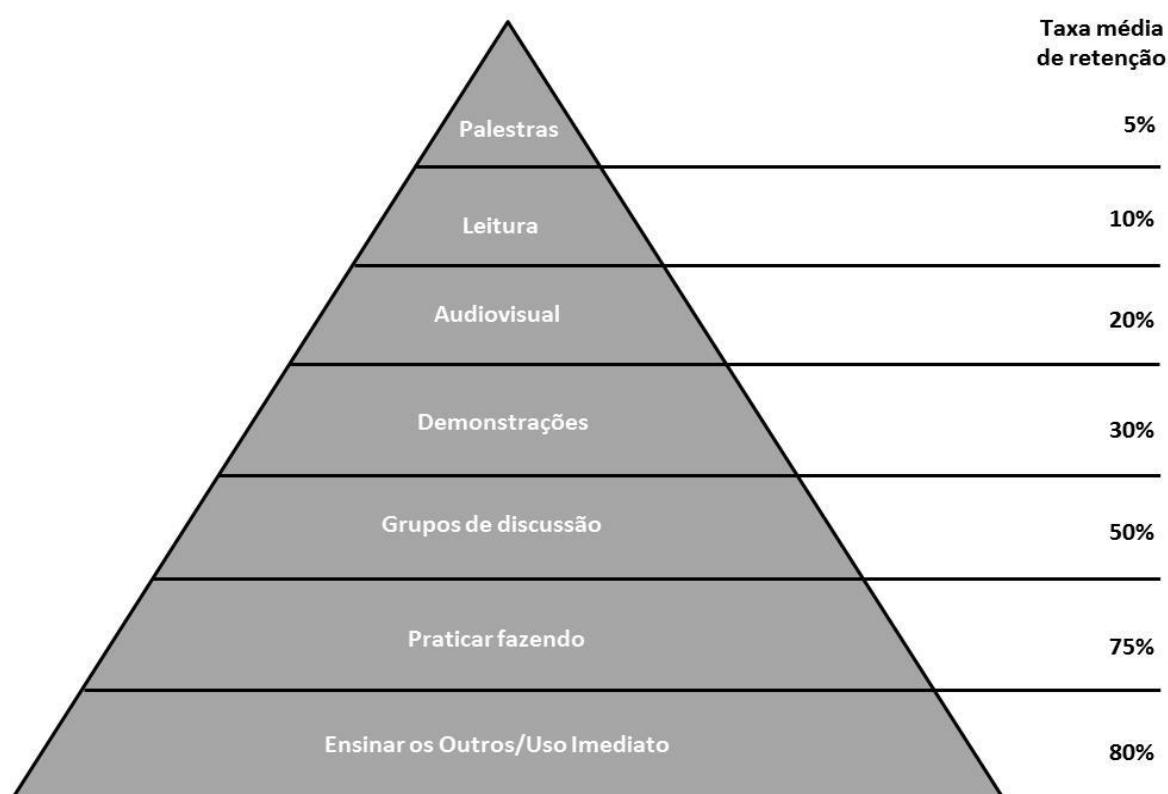 Taxa média
de retenção
Palestras
5%
Leitura
10%
Audiovisual
20%
Demonstrações
30%
Grupos de discussão
50%
Praticar fazendo
75%
Ensinar os Outros/Uso Imediato
80%